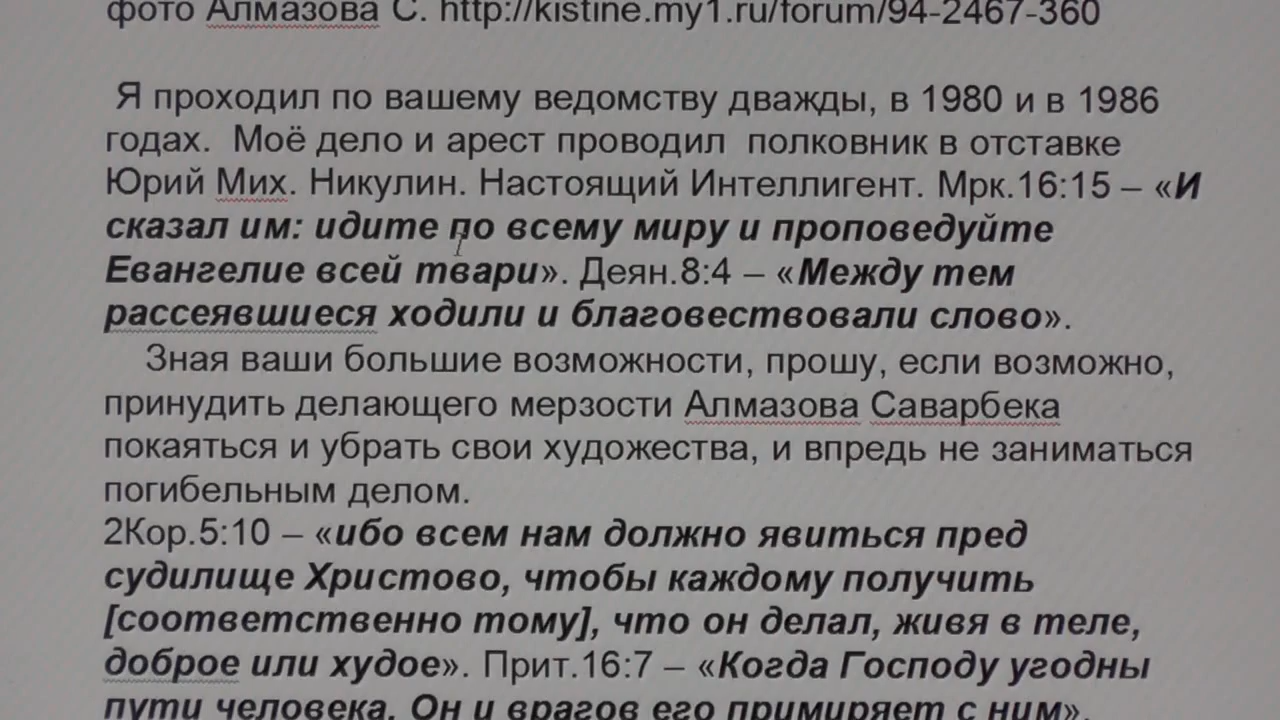 фото Алмазова С. http://kistine.my1.ru/forum/94-2467-360
Я проходил по вашему ведомству дважды, в 1980 и в 1986
годах.  Моё дело и арест проводил  полковник в отставке
Юрий Мих. Никулин. Настоящий Интеллигент. Мрк.16:15 – «И
сказал им: идите по всему миру и проповедуйте
Евангелие всей твари». Деян.8:4 – «Между тем
рассеявшиеся ходили и благовествовали слово».
Зная ваши большие возможности, прошу, если возможно,
принудить делающего мерзости Алмазова Саварбека
покаяться и убрать свои художества, и впредь не заниматься
погибельным делом.
2Кор.5:10 – «ибо всем нам должно явиться пред
судилище Христово, чтобы каждому получить
[соответственно тому], что он делал, живя в теле,
доброе или худое». Прит.16:7 – «Когда Господу угодны
пути человека, Он и врагов его примиряет с ним».